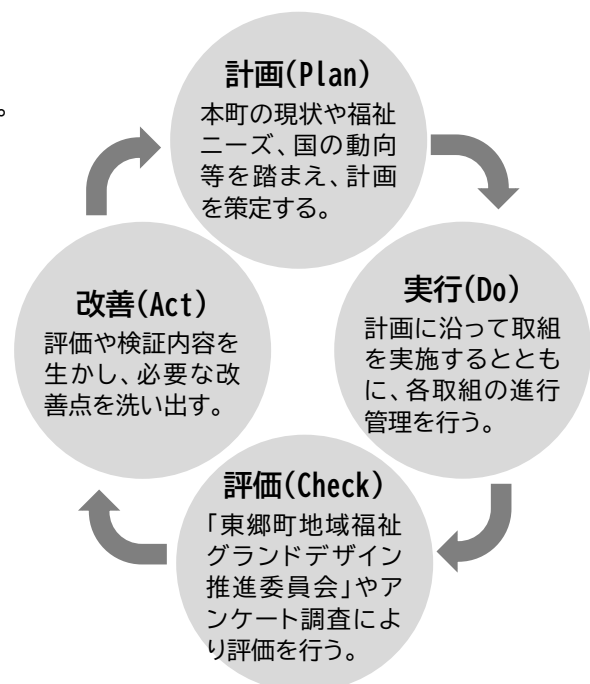 。
計画(Plan)
本町の現状や福祉
ニーズ、国の動向
等を踏まえ、計画
を策定する。
実行(Do)
計画に沿って取組
を実施するととも
に、各取組の進行
管理を行う。
評価(Check)
「東郷町地域福祉
グランドデザイン
推進委員会」やア
ンケート調査によ
り評価を行う。
改善(Act)
評価や検証内容を
生かし、必要な改
善点を洗い出す。